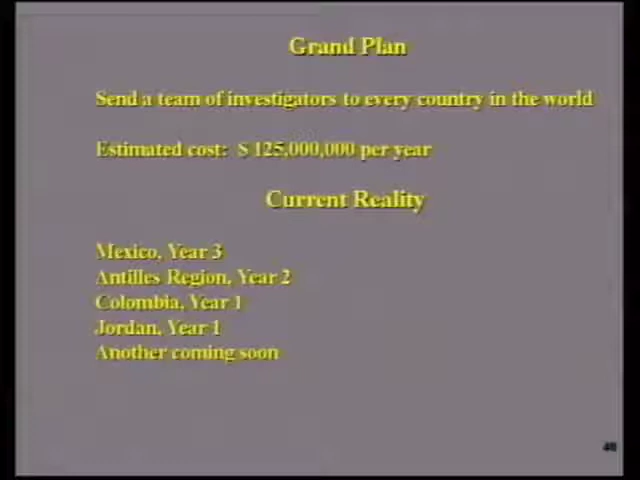 Grand Plan
Send a team of investigators to every country in the world
Estimated cost: $ 125,000,000 per year
Current Reality
Mexico, Year 3
Antilles Region, Year 2
Colombia, Year 1
Jordan, Year 1
Another coming soon